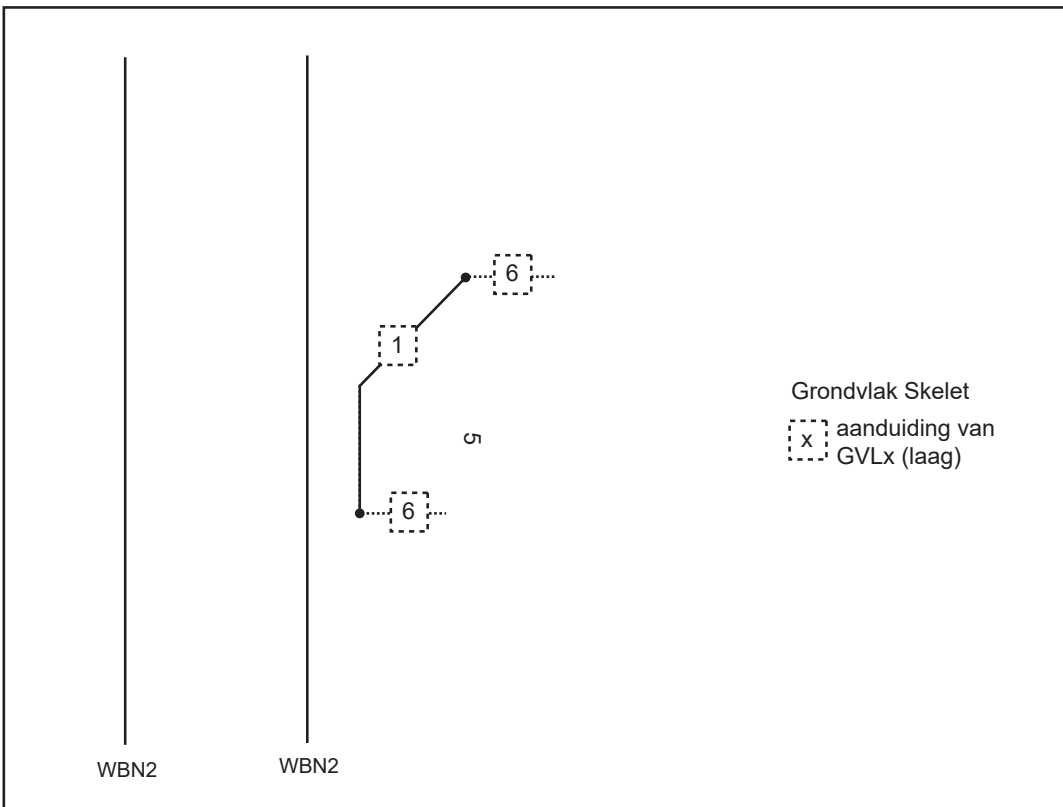 6
1
5
6
Grondvlak Skelet
x
aanduiding van
GVLx (laag)
WBN2
WBN2